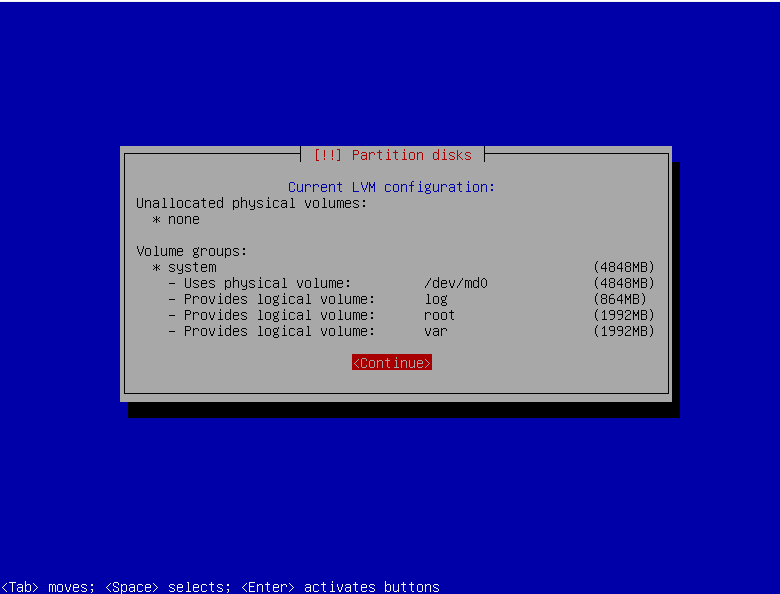 [!!] Partition disks
Current LVM configuration:
Unallocated physical volumes:
* none
Volume groups:
* system (4848MB)
- Uses physical volume: /dev/md0 (4848MB)
- Provides logical volume: log (864MB)
- Provides logical volume: root (1992MB)
- Provides logical volume: var (1992MB)
<Continue>
<Tab> moves; <Space> selects; <Enter> activates buttons